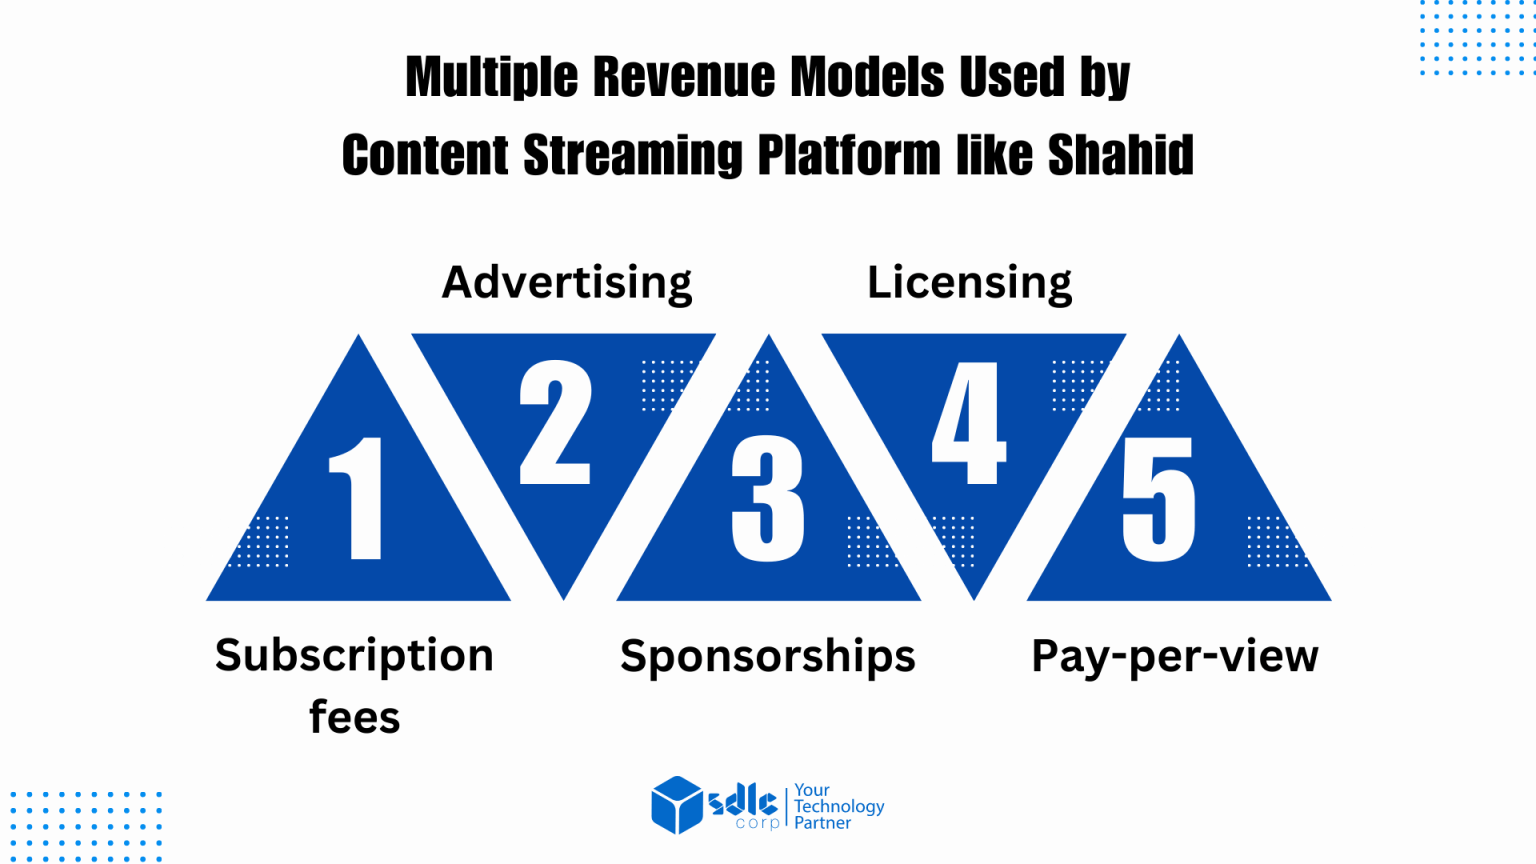 Multiple Revenue Models Used by
Content Streaming Platform like Shahid
Advertising
Licensing
1
2
3
4
5
Subscription
fees
Sponsorships
Pay-per-view
sdlc
corp
Your
Technology
Partner